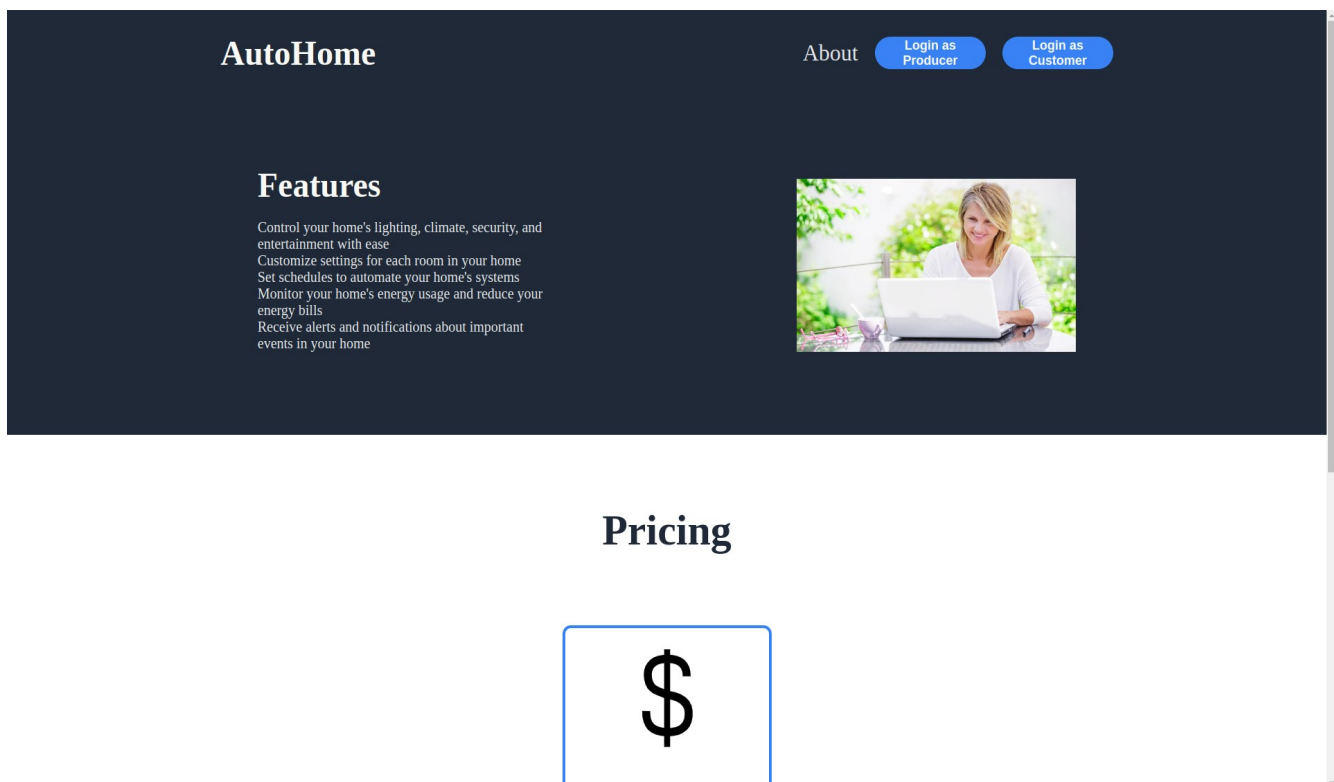 AutoHome
About
Login as
Producer
Login as
Customer
Features
Control your home's lighting, climate, security, and
entertainment with ease
Customize settings for each room in your home
Set schedules to automate your home's systems
Monitor your home's energy usage and reduce your
energy bills
Receive alerts and notifications about important
events in your home
Pricing
$